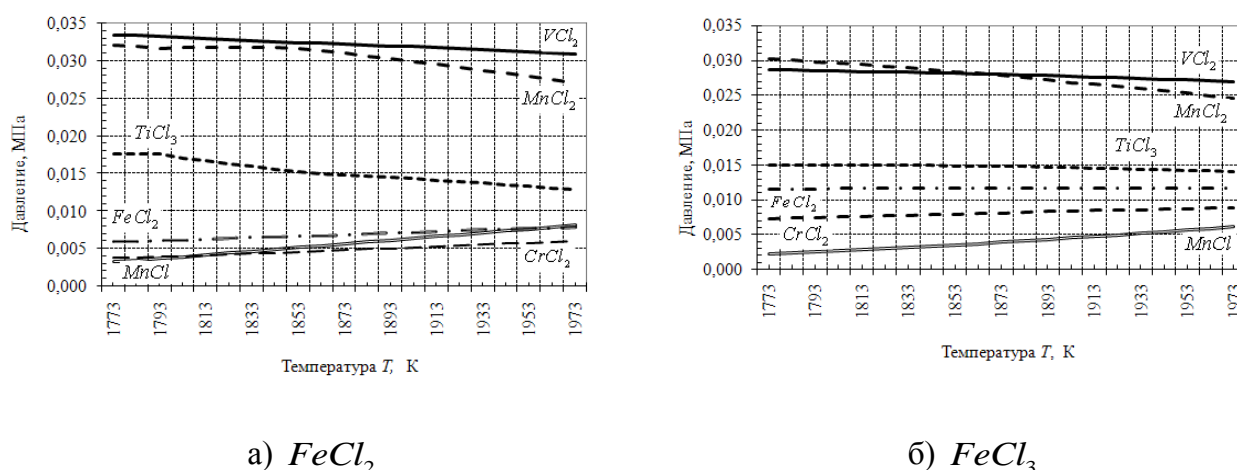 0,035
0,030
0,025
0,020
0,015
0,010
0,005
0,000
Давление, МПа
VCl₂
MnCl₂
TiCl₃
FeCl₂
MnCl
CrCl₂
1773
1793
1813
1833
1853
1873
1893
1913
1933
1953
1973
Температура T, К
а) FeCl₂
0,035
0,030
0,025
0,020
0,015
0,010
0,005
0,000
Давление, МПа
VCl₂
MnCl₂
TiCl₃
FeCl₂
CrCl₂
MnCl
1773
1793
1813
1833
1853
1873
1893
1913
1933
1953
1973
Температура T, К
б) FeCl₃